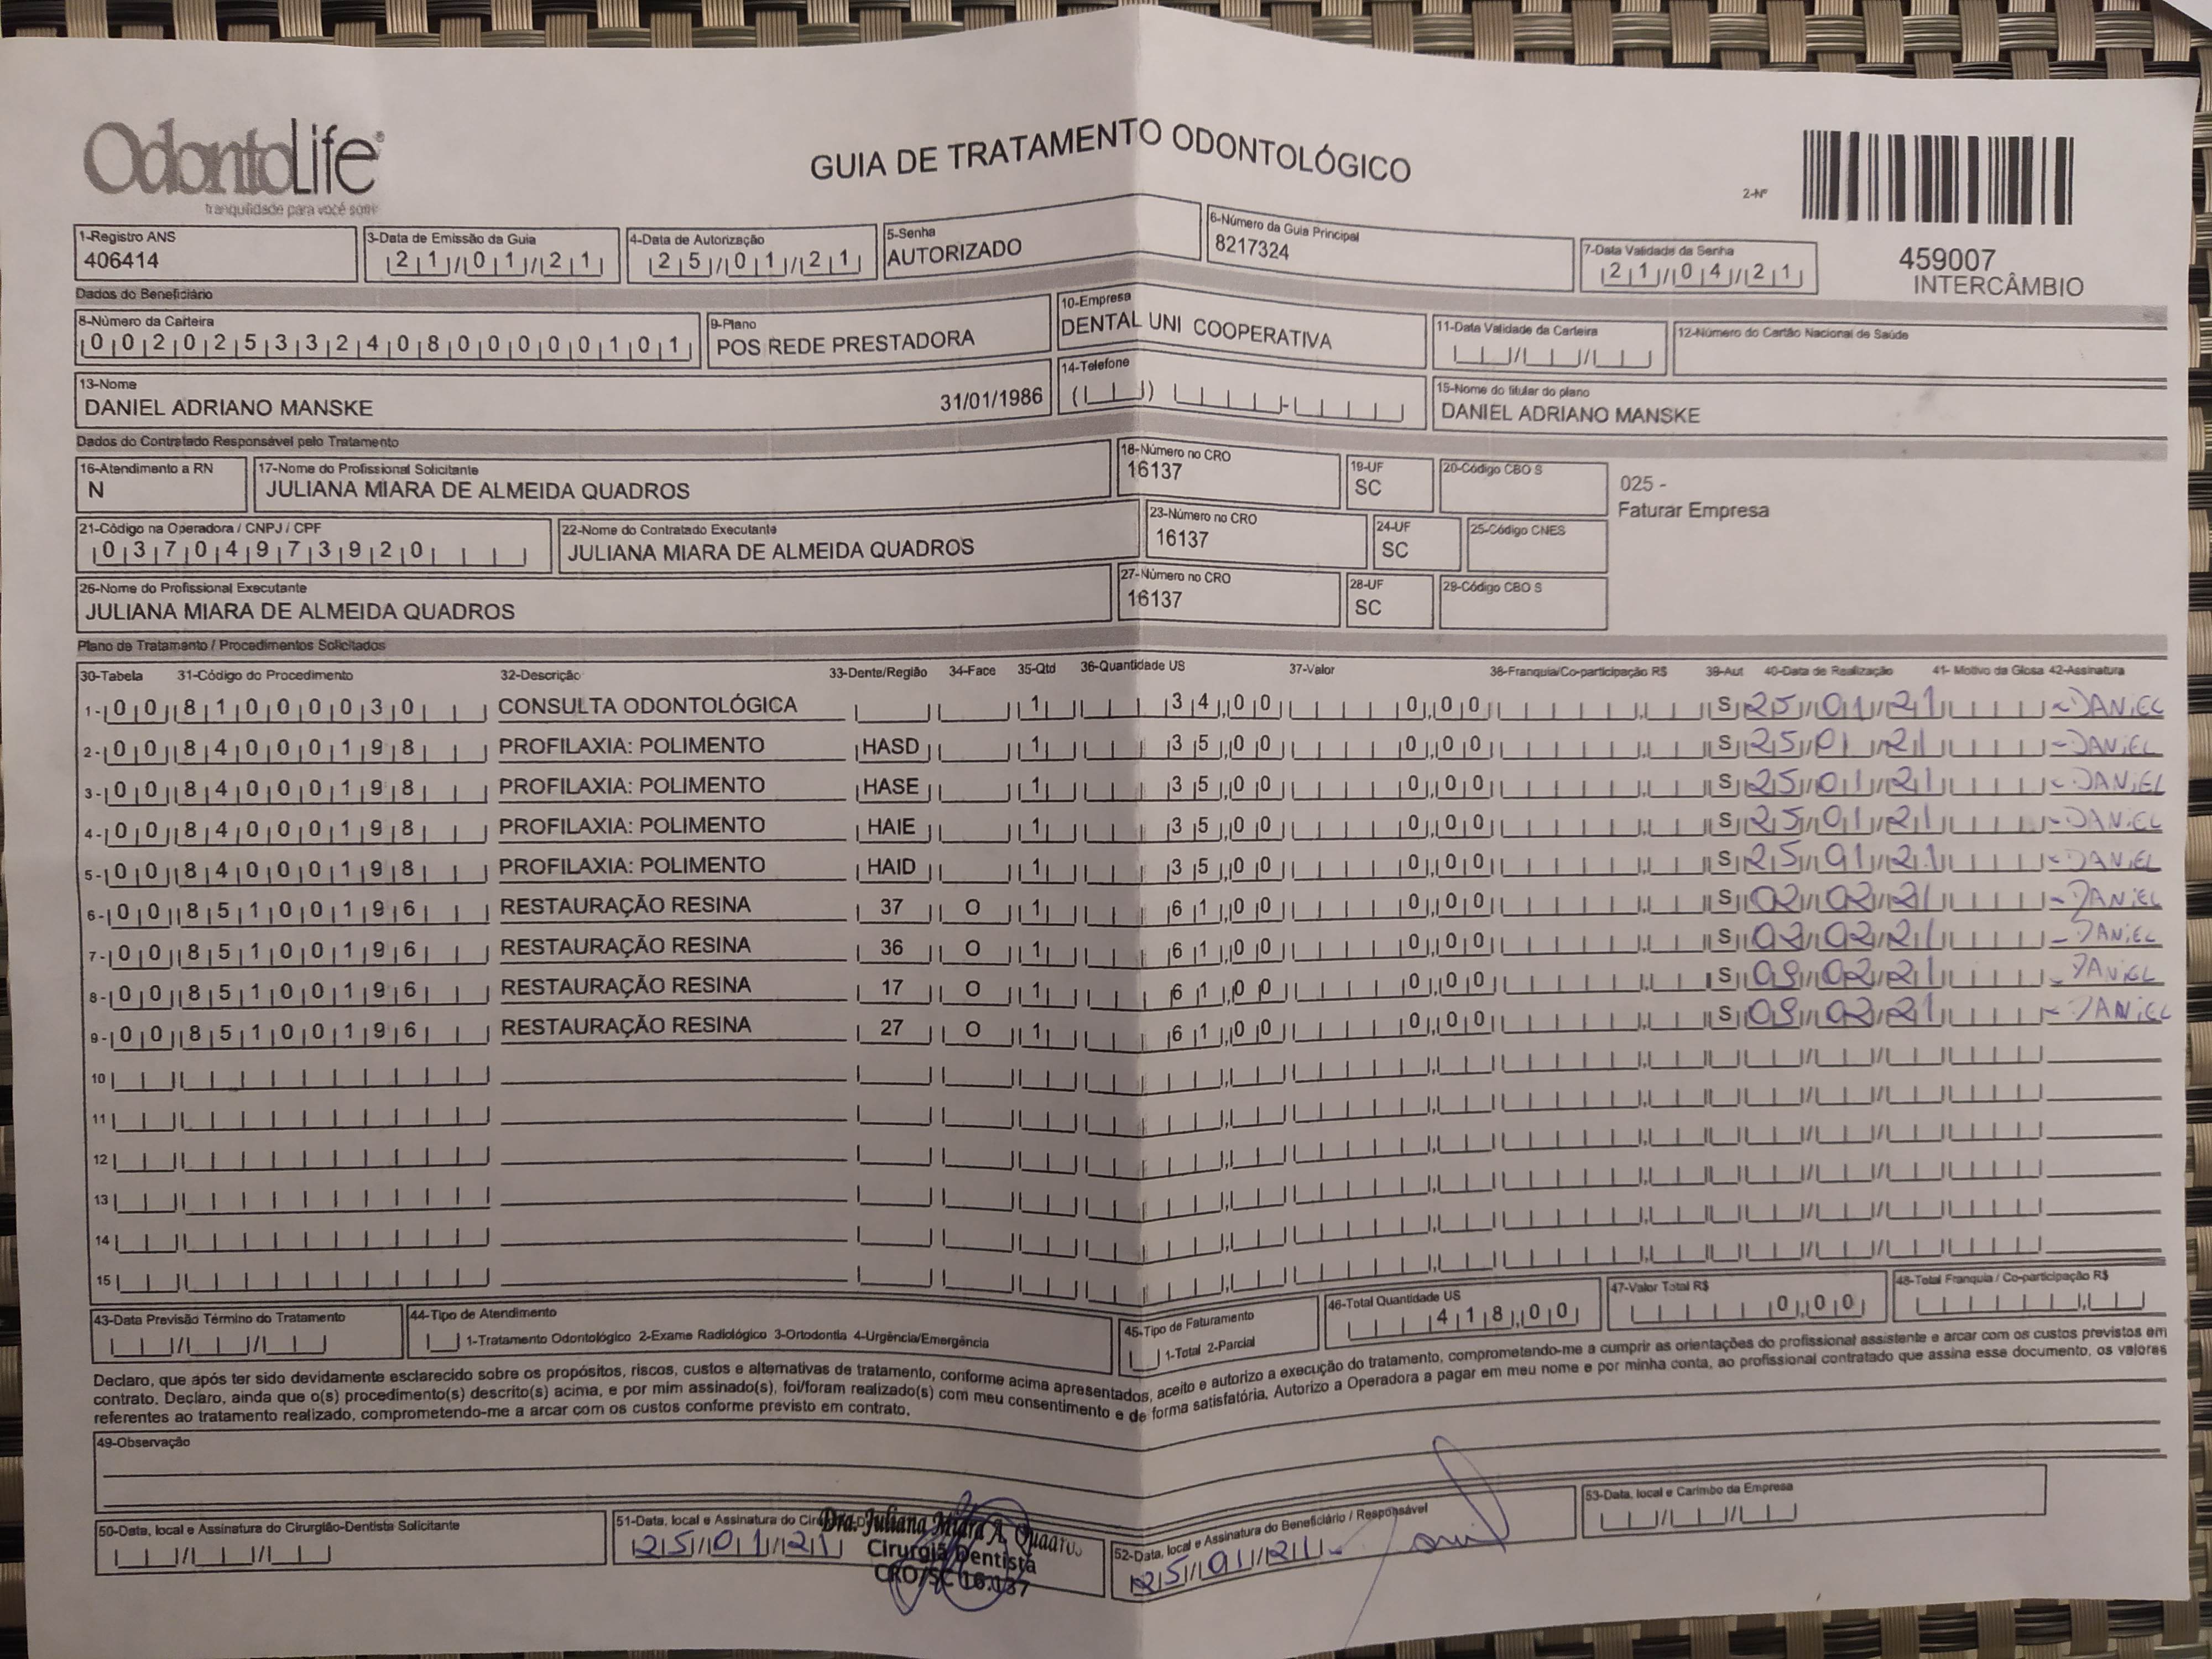 OdontoLife®
tranquilidade para você sorrir
GUIA DE TRATAMENTO ODONTOLÓGICO
2-Nº
459007
INTERCÂMBIO
1-Registro ANS
406414
3-Data de Emissão da Guia
21/01/21
4-Data de Autorização
25/01/21
5-Senha
AUTORIZADO
6-Número da Guia Principal
8217324
7-Data Validade da Senha
21/04/21
Dados do Beneficiário
8-Número da Carteira
00202533240800000101
9-Plano
POS REDE PRESTADORA
10-Empresa
DENTAL UNI COOPERATIVA
11-Data Validade da Carteira
12-Número do Cartão Nacional de Saúde
13-Nome
DANIEL ADRIANO MANSKE 31/01/1986
14-Telefone
15-Nome do titular do plano
DANIEL ADRIANO MANSKE
Dados do Contratado Responsável pelo Tratamento
16-Atendimento a RN
N
17-Nome do Profissional Solicitante
JULIANA MIARA DE ALMEIDA QUADROS
18-Número no CRO
16137
19-UF
SC
20-Código CBO S
025 -
Faturar Empresa
21-Código na Operadora / CNPJ / CPF
03704973920
22-Nome do Contratado Executante
JULIANA MIARA DE ALMEIDA QUADROS
23-Número no CRO
16137
24-UF
SC
25-Código CNES
26-Nome do Profissional Executante
JULIANA MIARA DE ALMEIDA QUADROS
27-Número no CRO
16137
28-UF
SC
29-Código CBO S
Plano de Tratamento / Procedimentos Solicitados
30-Tabela 31-Código do Procedimento 32-Descrição 33-Dente/Região 34-Face 35-Qtd 36-Quantidade US 37-Valor 38-Franquia/Co-participação R$ 39-Aut 40-Data de Realização 41- Motivo da Glosa 42-Assinatura
1- 00 81000030 CONSULTA ODONTOLÓGICA 1 34,00 0,00 S 25/01/21 DANIEL
2- 00 84000198 PROFILAXIA: POLIMENTO HASD 1 35,00 0,00 S 25/01/21 DANIEL
3- 00 84000198 PROFILAXIA: POLIMENTO HASE 1 35,00 0,00 S 25/01/21 DANIEL
4- 00 84000198 PROFILAXIA: POLIMENTO HAIE 1 35,00 0,00 S 25/01/21 DANIEL
5- 00 84000198 PROFILAXIA: POLIMENTO HAID 1 35,00 0,00 S 25/01/21 DANIEL
6- 00 85100196 RESTAURAÇÃO RESINA 37 O 1 61,00 0,00 S 02/02/21 DANIEL
7- 00 85100196 RESTAURAÇÃO RESINA 36 O 1 61,00 0,00 S 02/02/21 DANIEL
8- 00 85100196 RESTAURAÇÃO RESINA 17 O 1 61,00 0,00 S 09/02/21 DANIEL
9- 00 85100196 RESTAURAÇÃO RESINA 27 O 1 61,00 0,00 S 09/02/21 DANIEL
10
11
12
13
14
15
43-Data Previsão Término do Tratamento
44-Tipo de Atendimento
1-Tratamento Odontológico 2-Exame Radiológico 3-Ortodontia 4-Urgência/Emergência
45-Tipo de Faturamento
1-Total 2-Parcial
46-Total Quantidade US
418,00
47-Valor Total R$
0,00
48-Total Franquia / Co-participação R$
Declaro, que após ter sido devidamente esclarecido sobre os propósitos, riscos, custos e alternativas de tratamento, conforme acima apresentados, aceito e autorizo a execução do tratamento, comprometendo-me a cumprir as orientações do profissional assistente e arcar com os custos previstos em
contrato. Declaro, ainda que o(s) procedimento(s) descrito(s) acima, e por mim assinado(s), foi/foram realizado(s) com meu consentimento e de forma satisfatória. Autorizo a Operadora a pagar em meu nome e por minha conta, ao profissional contratado que assina esse documento, os valores
referentes ao tratamento realizado, comprometendo-me a arcar com os custos conforme previsto em contrato.
49-Observação
50-Data, local e Assinatura do Cirurgião-Dentista Solicitante
51-Data, local e Assinatura do
25/01/21
Dra. Juliana Miara A. Quadros
Cirurgiã Dentista
CRO/SC 16.137
52-Data, local e Assinatura do Beneficiário / Responsável
25/01/21
53-Data, local e Carimbo da Empresa